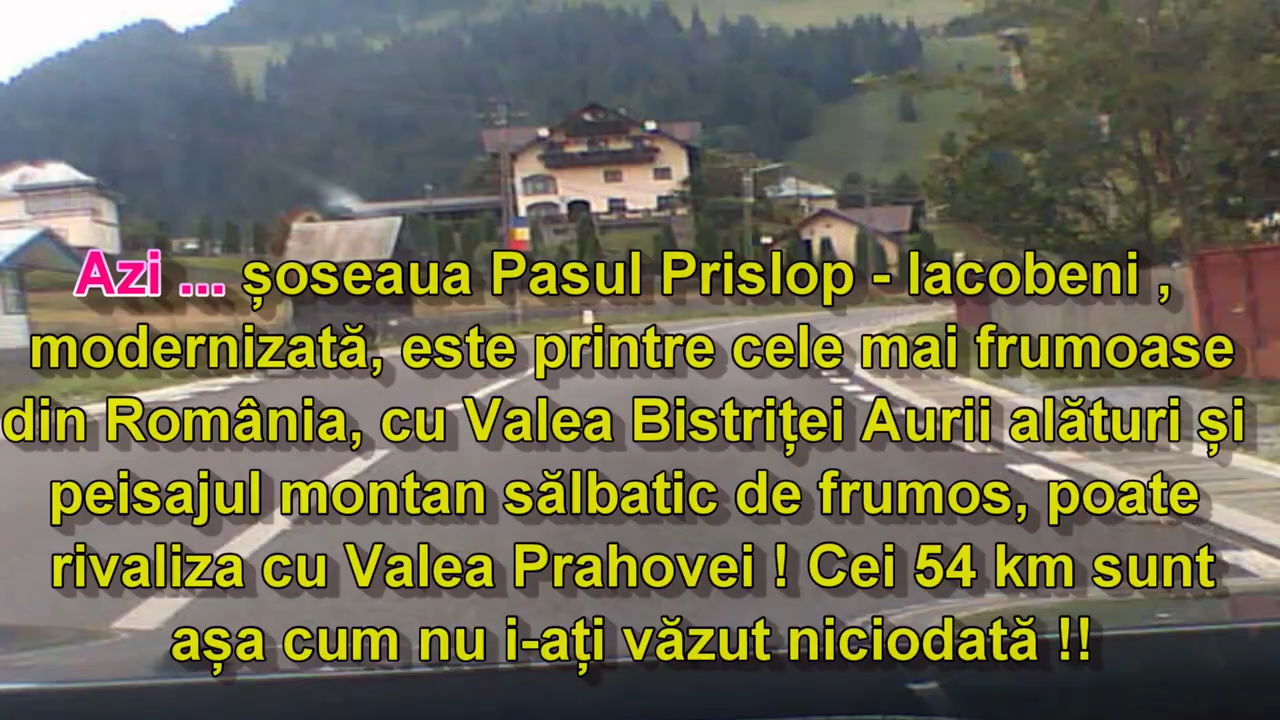 Azi ... șoseaua Pasul Prislop - Iacobeni ,
modernizată, este printre cele mai frumoase
din România, cu Valea Bistriței Aurii alături și
peisajul montan sălbatic de frumos, poate
rivaliza cu Valea Prahovei ! Cei 54 km sunt
așa cum nu i-ați văzut niciodată !!